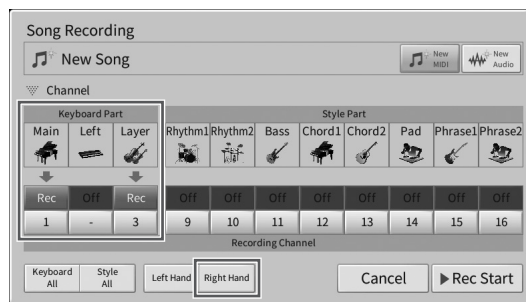 Song Recording
New Song
New MIDI
New Audio
Channel
Keyboard Part
Style Part
Main Left Layer Rhythm1 Rhythm2 Bass Chord1 Chord2 Pad Phrase1 Phrase2
Rec Off Rec Off Off Off Off Off Off Off Off
1 - 3 9 10 11 12 13 14 15 16
Recording Channel
Keyboard All
Style All
Left Hand
Right Hand
Cancel
Rec Start